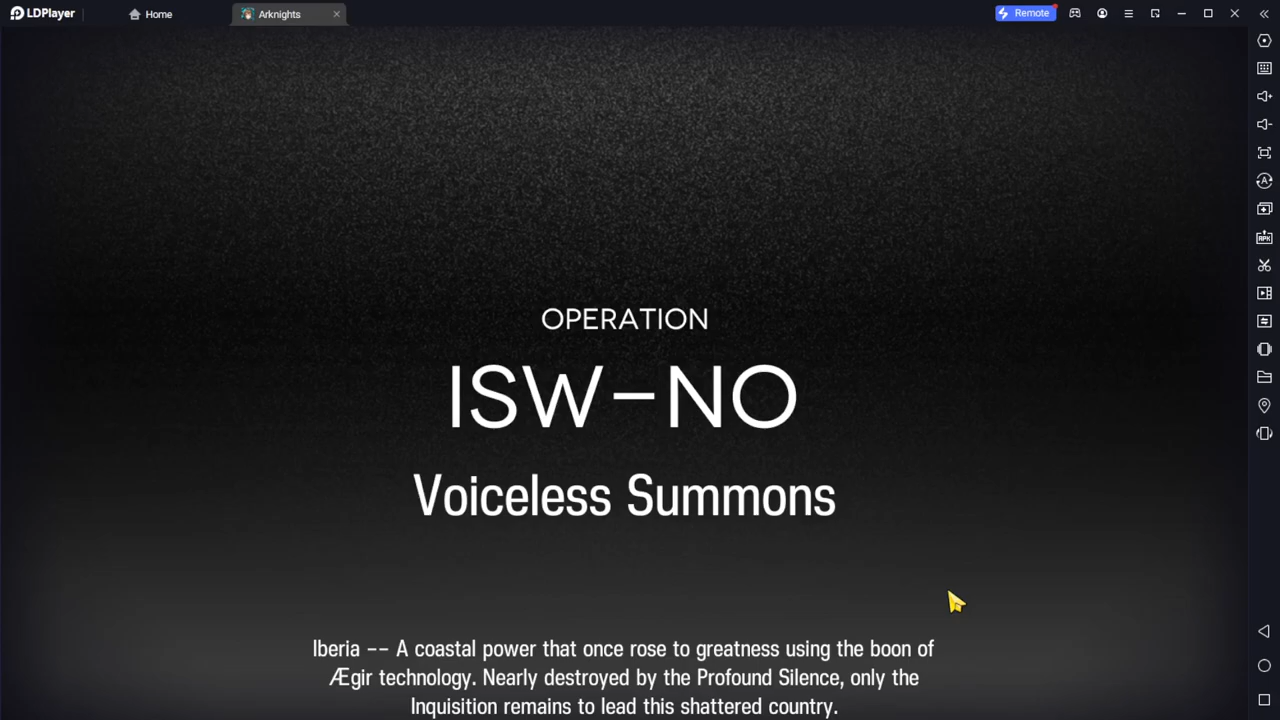 LDPlayer
Home
Arknights
Remote
APK
OPERATION
ISW-NO
Voiceless Summons
Iberia -- A coastal power that once rose to greatness using the boon of
Ægir technology. Nearly destroyed by the Profound Silence, only the
Inquisition remains to lead this shattered country.